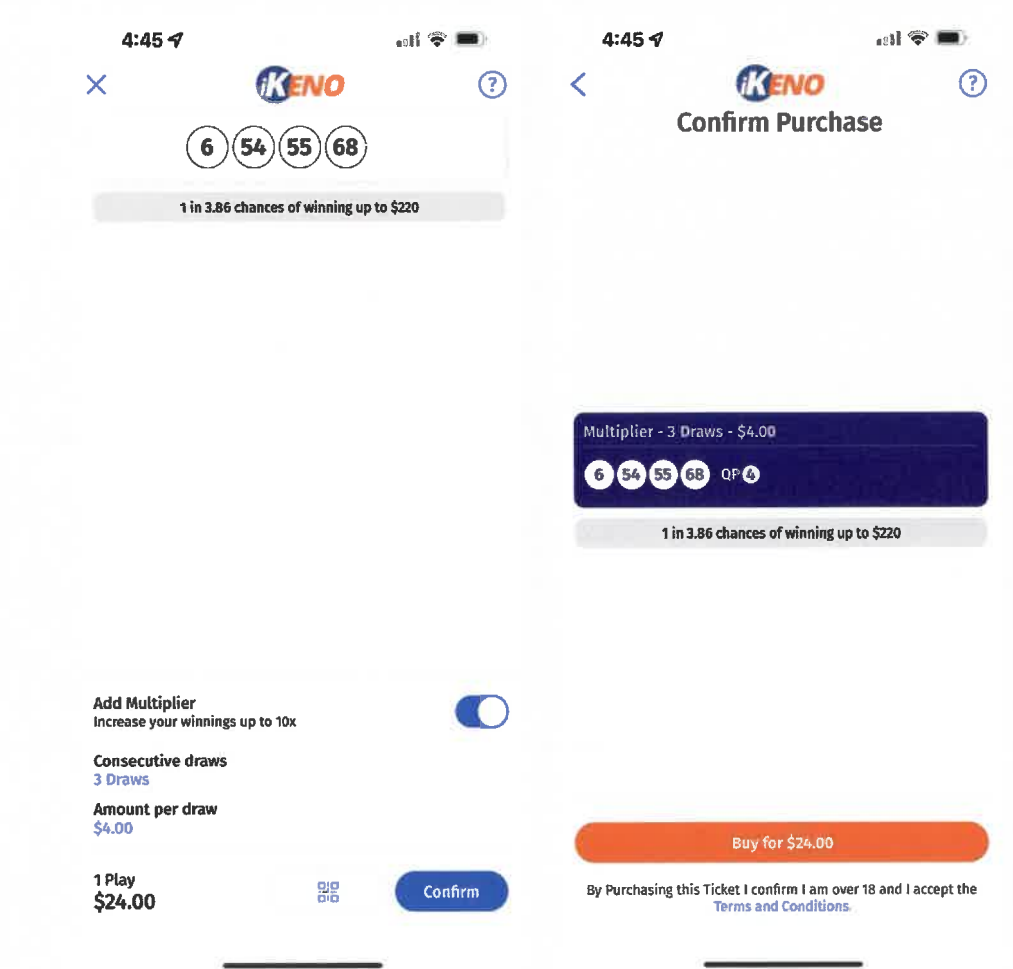 4:45
iKENO
6 54 55 68
1 in 3.86 chances of winning up to $220
Add Multiplier
Increase your winnings up to 10x
Consecutive draws
3 Draws
Amount per draw
$4.00
1 Play
$24.00
Confirm
4:45
iKENO
?
Confirm Purchase
Multiplier - 3 Draws - $4.00
6 54 55 68 QP 4
1 in 3.86 chances of winning up to $220
Buy for $24.00
By Purchasing this Ticket I confirm I am over 18 and I accept the
Terms and Conditions.